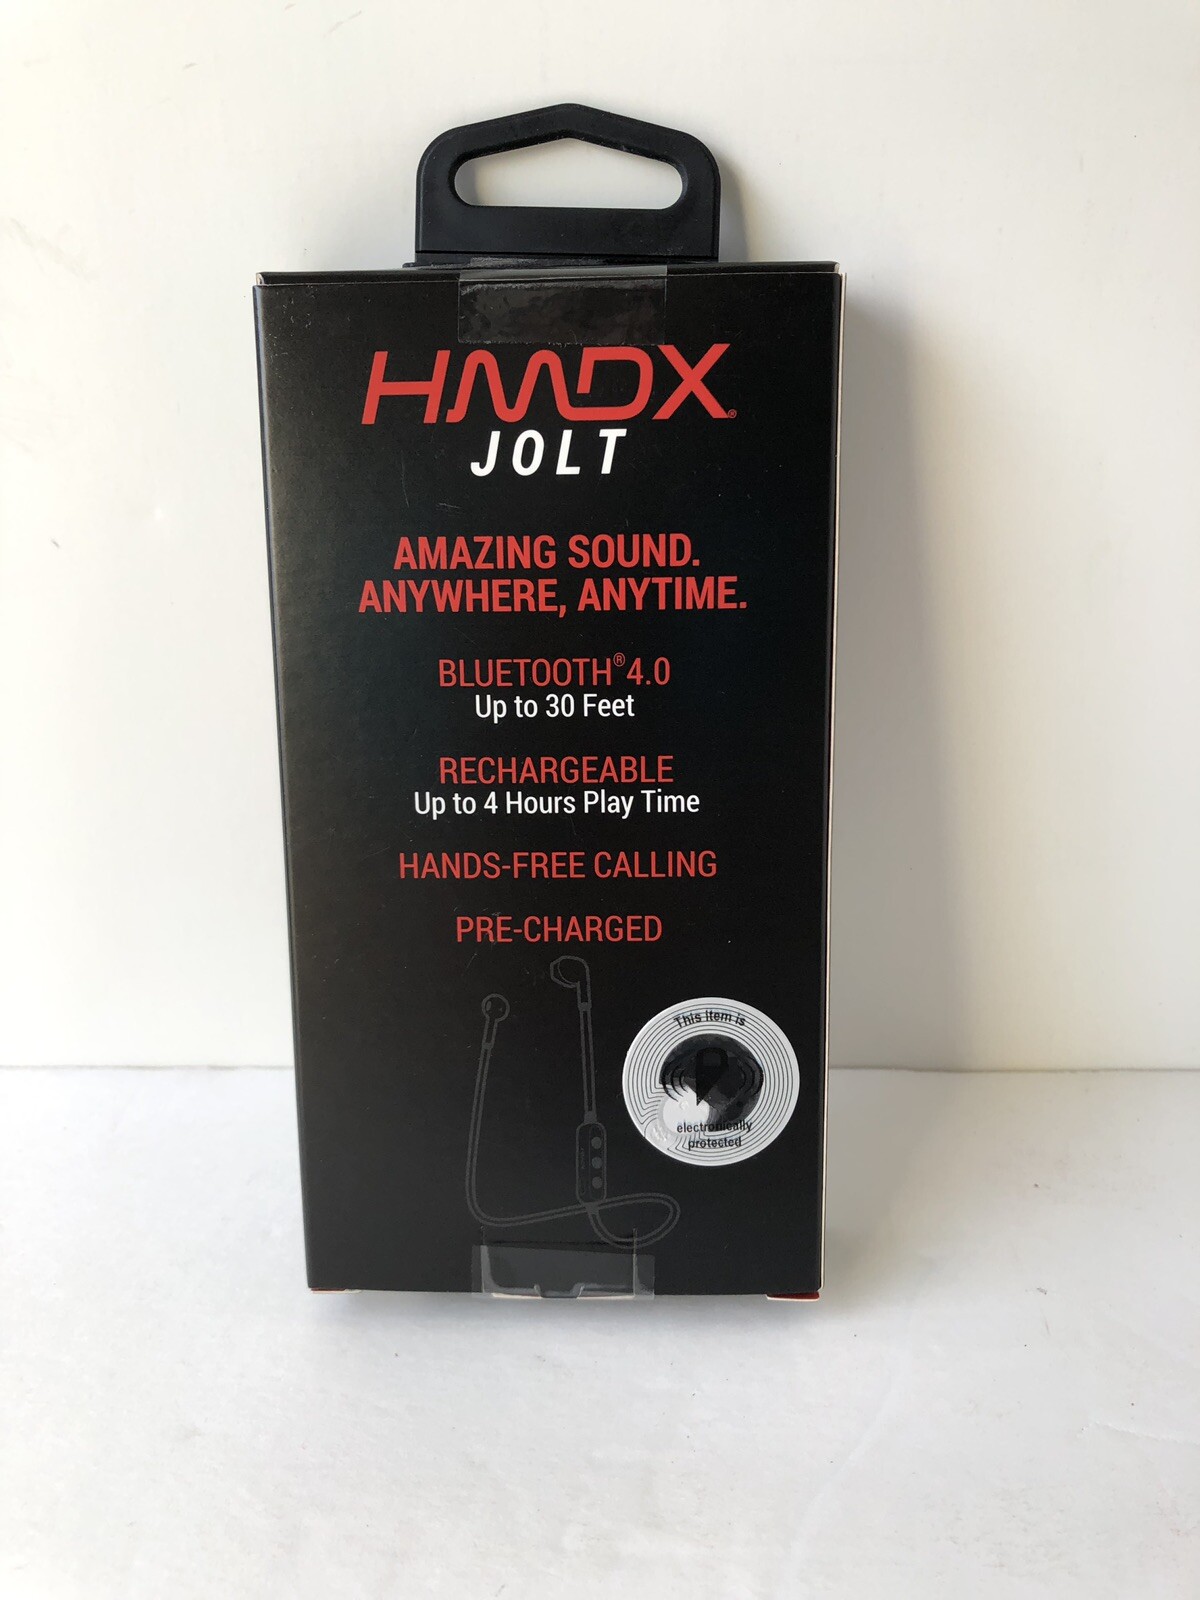 HMDX®
JOLT
AMAZING SOUND.
ANYWHERE, ANYTIME.
BLUETOOTH® 4.0
Up to 30 Feet
RECHARGEABLE
Up to 4 Hours Play Time
HANDS-FREE CALLING
PRE-CHARGED
This item is
electronically
protected